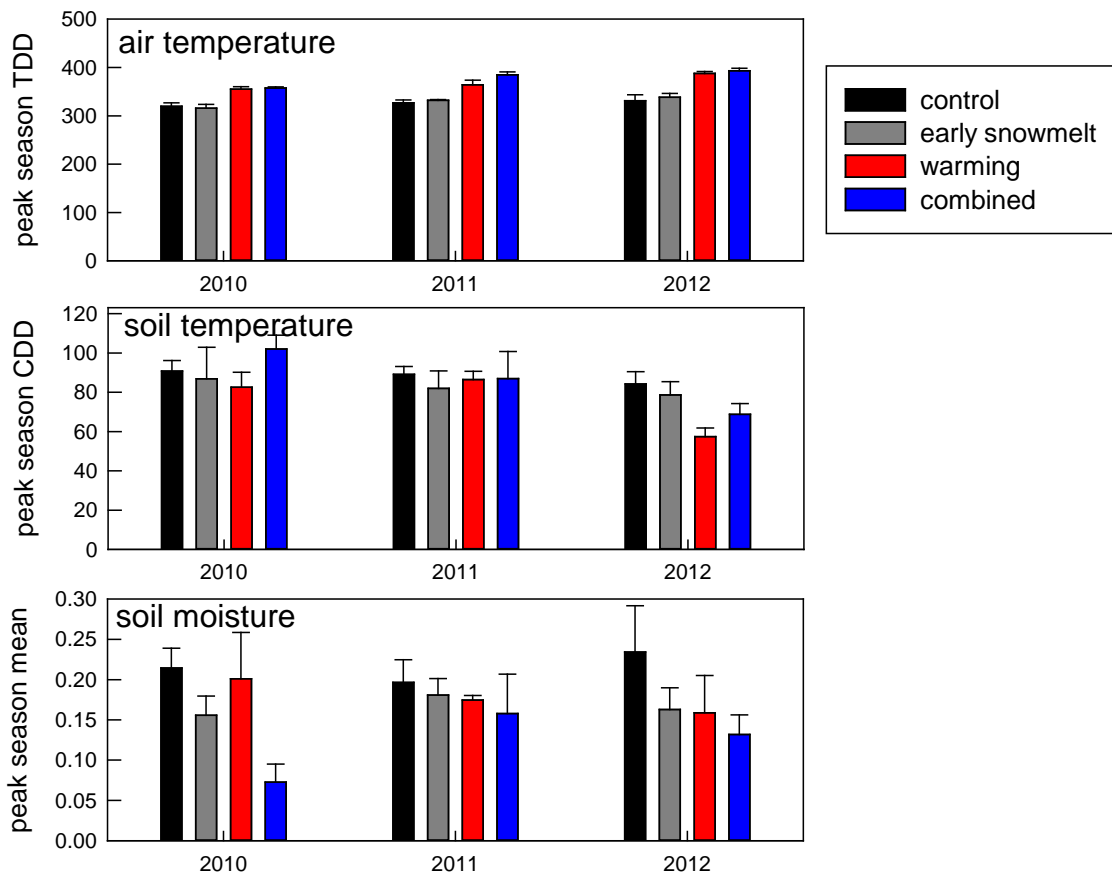 peak season TDD
500
400
300
200
100
0
air temperature
2010
2011
2012
control
early snowmelt
warming
combined
peak season CDD
120
100
80
60
40
20
0
soil temperature
2010
2011
2012
peak season mean
0.30
0.25
0.20
0.15
0.10
0.05
0.00
soil moisture
2010
2011
2012